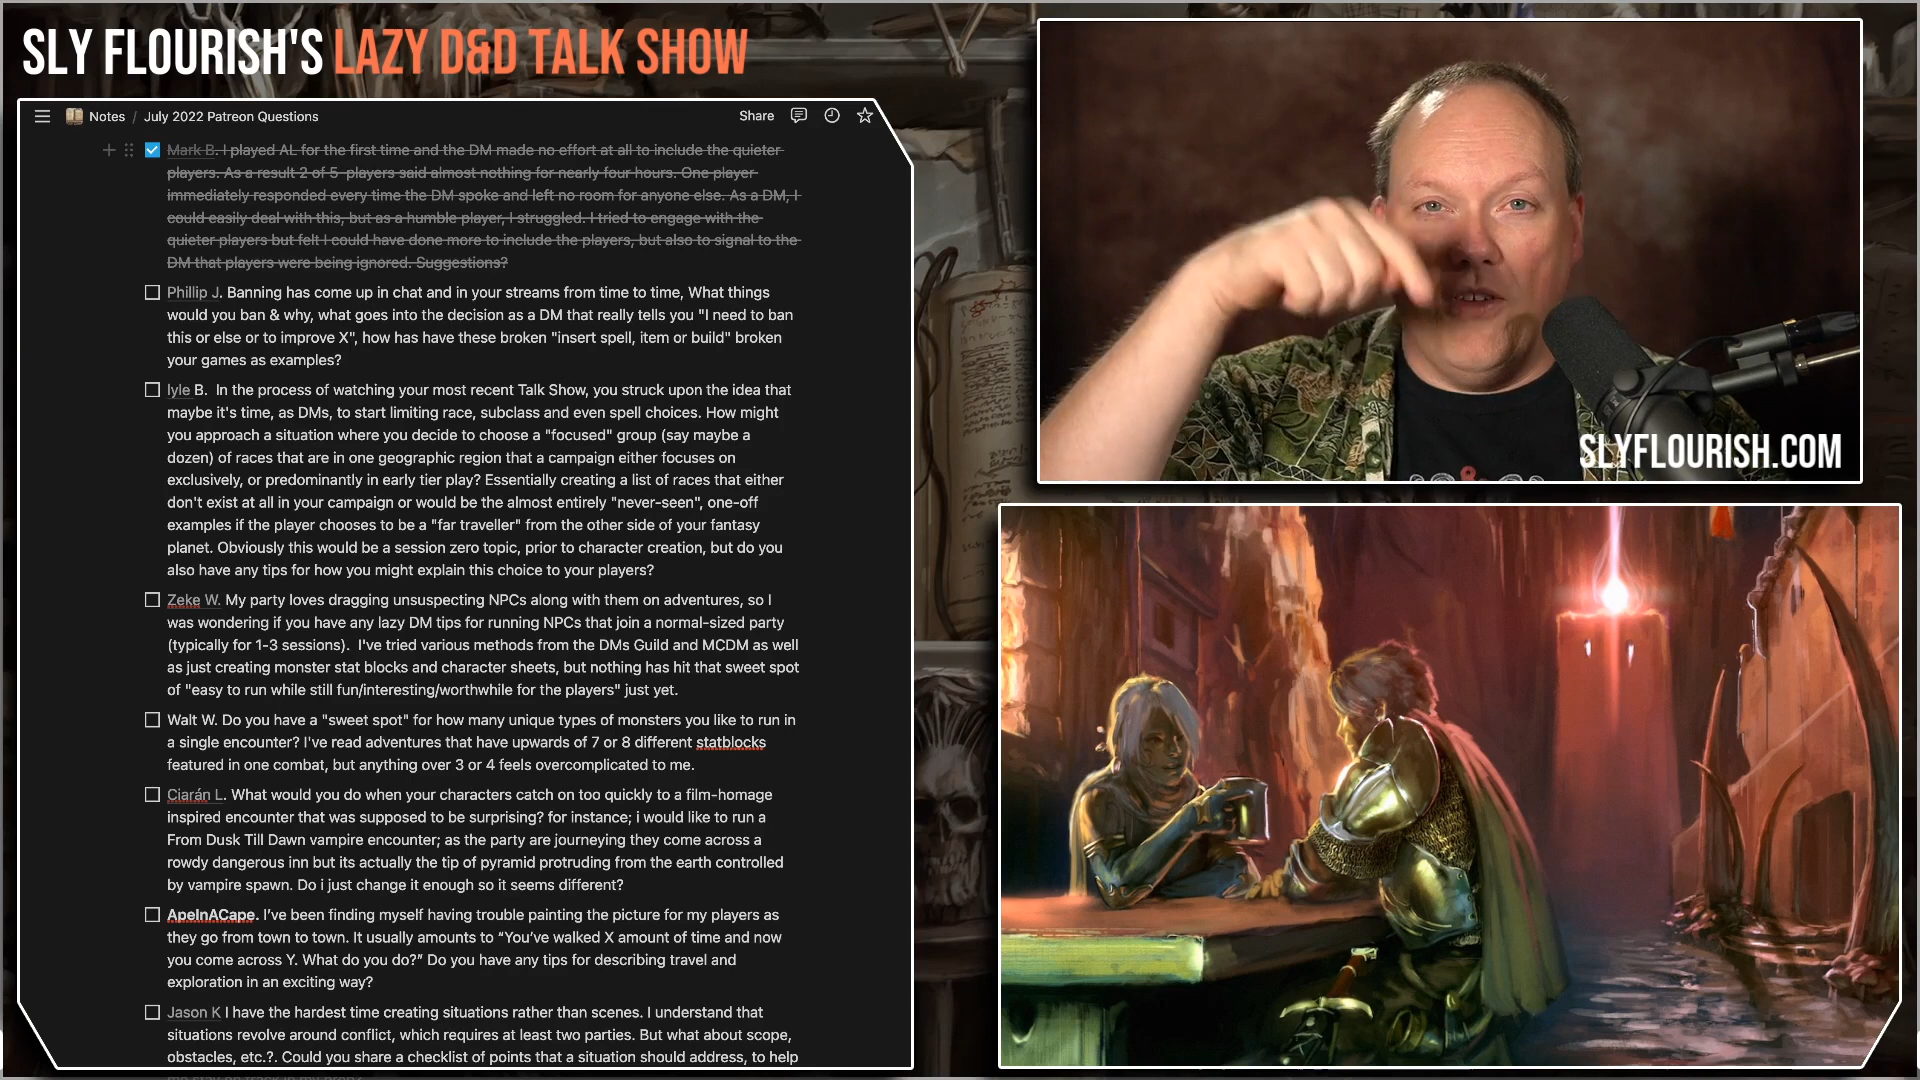 SLY FLOURISH'S LAZY D&D TALK SHOW
Notes / July 2022 Patreon Questions
Share
Mark B. I played AL for the first time and the DM made no effort at all to include the quieter
players. As a result 2 of 5 players said almost nothing for nearly four hours. One player
immediately responded every time the DM spoke and left no room for anyone else. As a DM, I
could easily deal with this, but as a humble player, I struggled. I tried to engage with the
quieter players but felt I could have done more to include the players, but also to signal to the
DM that players were being ignored. Suggestions?
Phillip J. Banning has come up in chat and in your streams from time to time, What things
would you ban & why, what goes into the decision as a DM that really tells you "I need to ban
this or else or to improve X", how has have these broken "insert spell, item or build" broken
your games as examples?
lyle B. In the process of watching your most recent Talk Show, you struck upon the idea that
maybe it's time, as DMs, to start limiting race, subclass and even spell choices. How might
you approach a situation where you decide to choose a "focused" group (say maybe a
dozen) of races that are in one geographic region that a campaign either focuses on
exclusively, or predominantly in early tier play? Essentially creating a list of races that either
don't exist at all in your campaign or would be the almost entirely "never-seen", one-off
examples if the player chooses to be a "far traveller" from the other side of your fantasy
planet. Obviously this would be a session zero topic, prior to character creation, but do you
also have any tips for how you might explain this choice to your players?
Zeke W. My party loves dragging unsuspecting NPCs along with them on adventures, so I
was wondering if you have any lazy DM tips for running NPCs that join a normal-sized party
(typically for 1-3 sessions). I've tried various methods from the DMs Guild and MCDM as well
as just creating monster stat blocks and character sheets, but nothing has hit that sweet spot
of "easy to run while still fun/interesting/worthwhile for the players" just yet.
Walt W. Do you have a "sweet spot" for how many unique types of monsters you like to run in
a single encounter? I've read adventures that have upwards of 7 or 8 different statblocks
featured in one combat, but anything over 3 or 4 feels overcomplicated to me.
Ciarán L. What would you do when your characters catch on too quickly to a film-homage
inspired encounter that was supposed to be surprising? for instance; i would like to run a
From Dusk Till Dawn vampire encounter; as the party are journeying they come across a
rowdy dangerous inn but its actually the tip of pyramid protruding from the earth controlled
by vampire spawn. Do i just change it enough so it seems different?
ApeInACape. I've been finding myself having trouble painting the picture for my players as
they go from town to town. It usually amounts to “You've walked X amount of time and now
you come across Y. What do you do?” Do you have any tips for describing travel and
exploration in an exciting way?
Jason K I have the hardest time creating situations rather than scenes. I understand that
situations revolve around conflict, which requires at least two parties. But what about scope,
obstacles, etc.?. Could you share a checklist of points that a situation should address, to help
SLYFLOURISH.COM